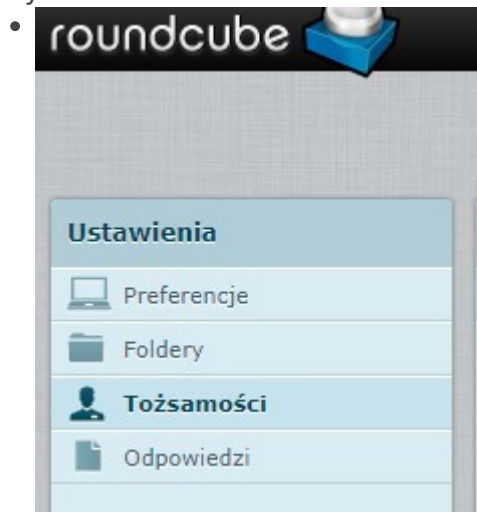 roundcube
Ustawienia
Preferencje
Foldery
Tożsamości
Odpowiedzi